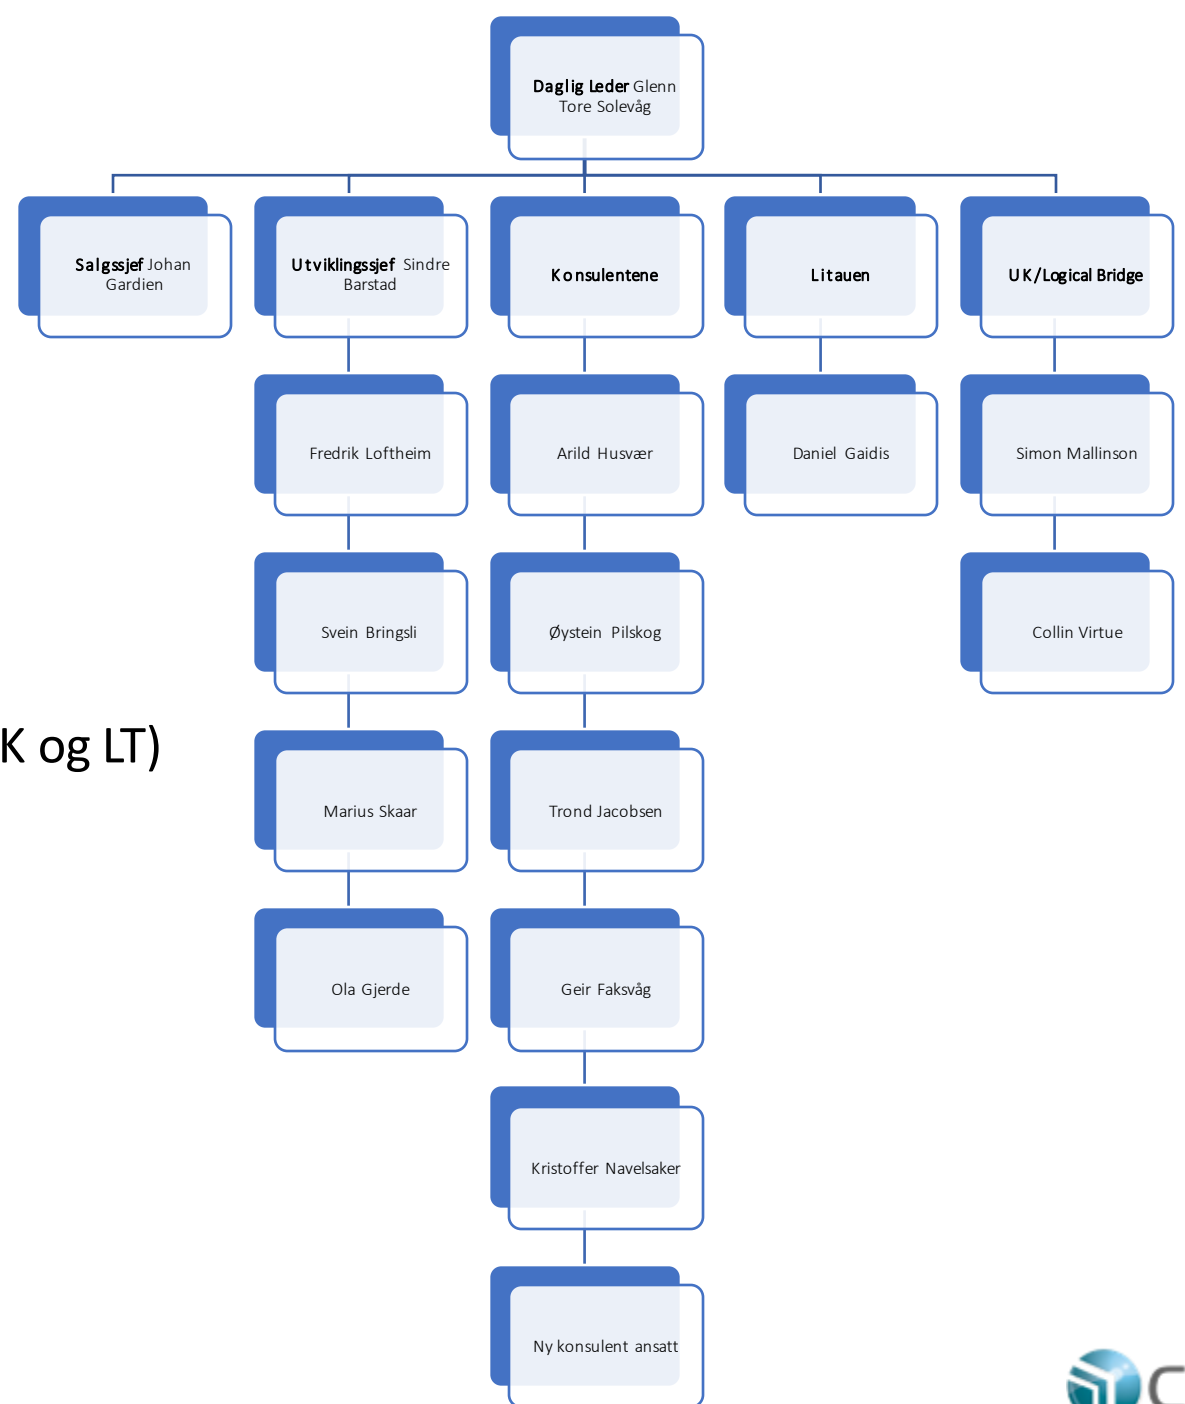 Daglig Leder Glenn
Tore Solevåg
Salgssjef Johan
Gardien
Utviklingssjef Sindre
Barstad
Konsulentene
Litauen
UK/Logical Bridge
Fredrik Loftheim
Arild Husvær
Daniel Gaidis
Simon Mallinson
Svein Bringsli
Øystein Pilskog
Collin Virtue
K og LT)
Marius Skaar
Trond Jacobsen
Ola Gjerde
Geir Faksvåg
Kristoffer Navelsaker
Ny konsulent ansatt